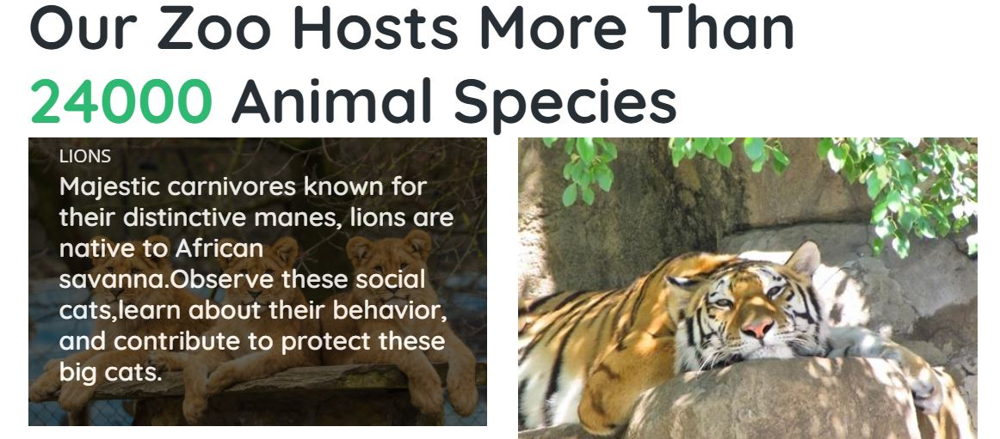 Our Zoo Hosts More Than
24000 Animal Species
LIONS
Majestic carnivores known for
their distinctive manes, lions are
native to African
savanna.Observe these social
cats,learn about their behavior,
and contribute to protect these
big cats.